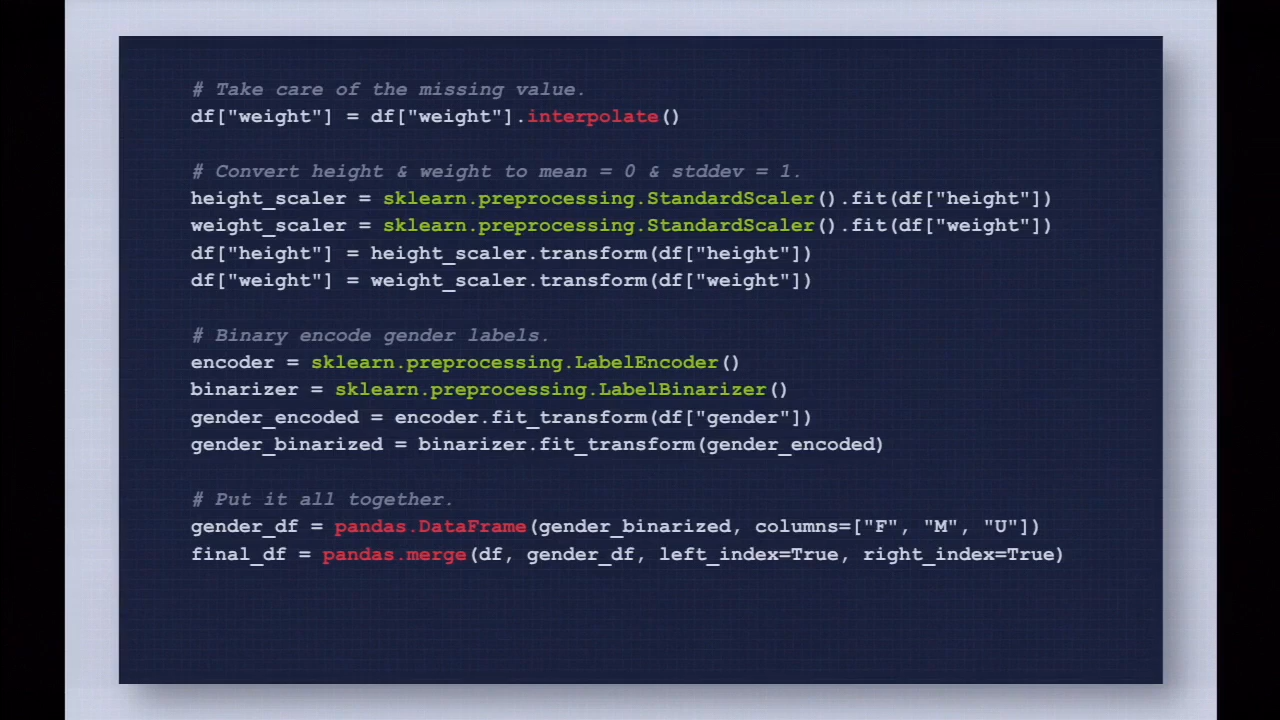 # Take care of the missing value.
df["weight"] = df["weight"].interpolate()
# Convert height & weight to mean = 0 & stddev = 1.
height_scaler = sklearn.preprocessing.StandardScaler().fit(df["height"])
weight_scaler = sklearn.preprocessing.StandardScaler().fit(df["weight"])
df["height"] = height_scaler.transform(df["height"])
df["weight"] = weight_scaler.transform(df["weight"])
# Binary encode gender labels.
encoder = sklearn.preprocessing.LabelEncoder()
binarizer = sklearn.preprocessing.LabelBinarizer()
gender_encoded = encoder.fit_transform(df["gender"])
gender_binarized = binarizer.fit_transform(gender_encoded)
# Put it all together.
gender_df = pandas.DataFrame(gender_binarized, columns=["F", "M", "U"])
final_df = pandas.merge(df, gender_df, left_index=True, right_index=True)